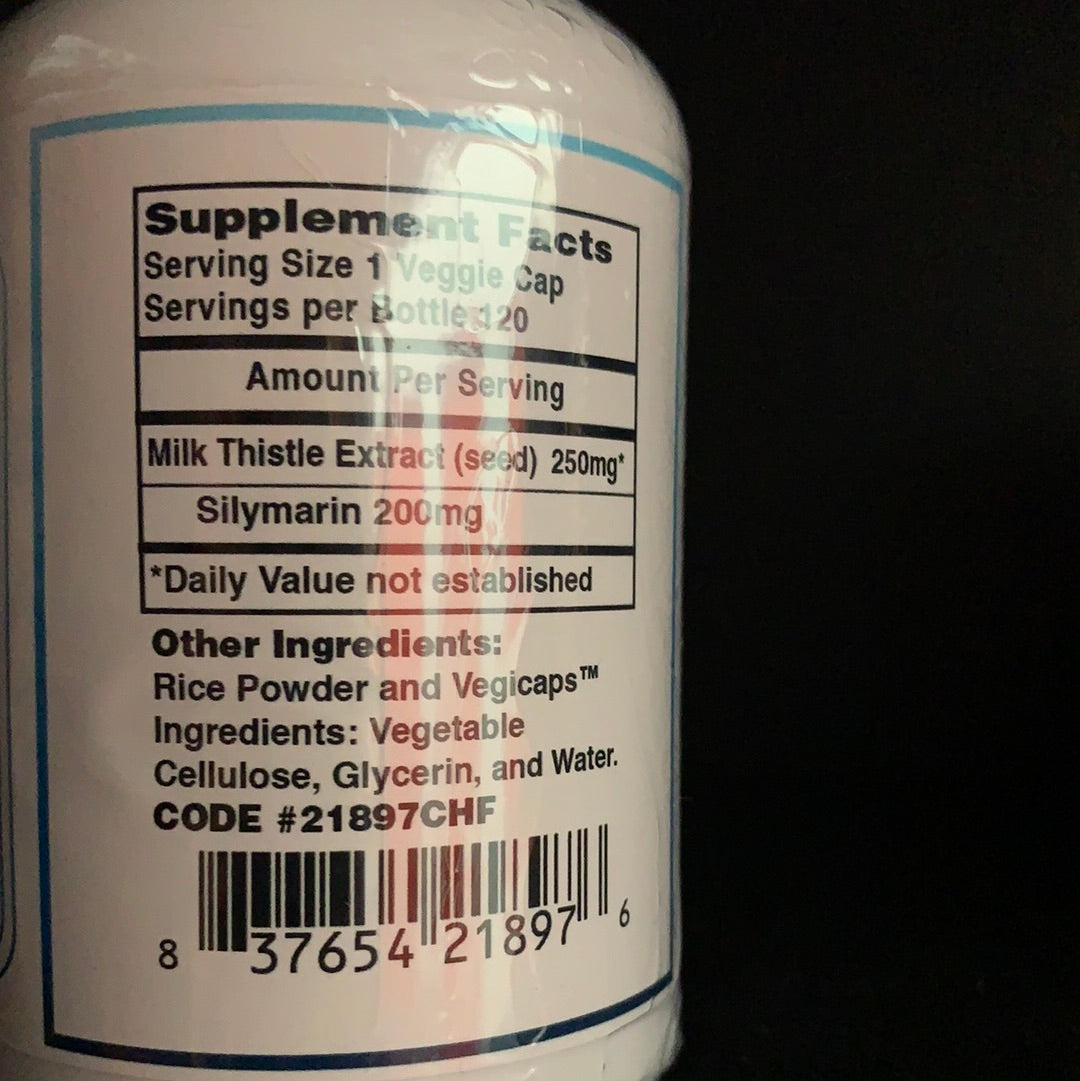 Supplement Facts
Serving Size 1 Veggie Cap
Servings per Bottle 120
Amount Per Serving
Milk Thistle Extract (seed) 250mg*
Silymarin 200mg
*Daily Value not established
Other Ingredients:
Rice Powder and Vegicaps™
Ingredients: Vegetable
Cellulose, Glycerin, and Water.
CODE #21897CHF
8 37654 21897 6